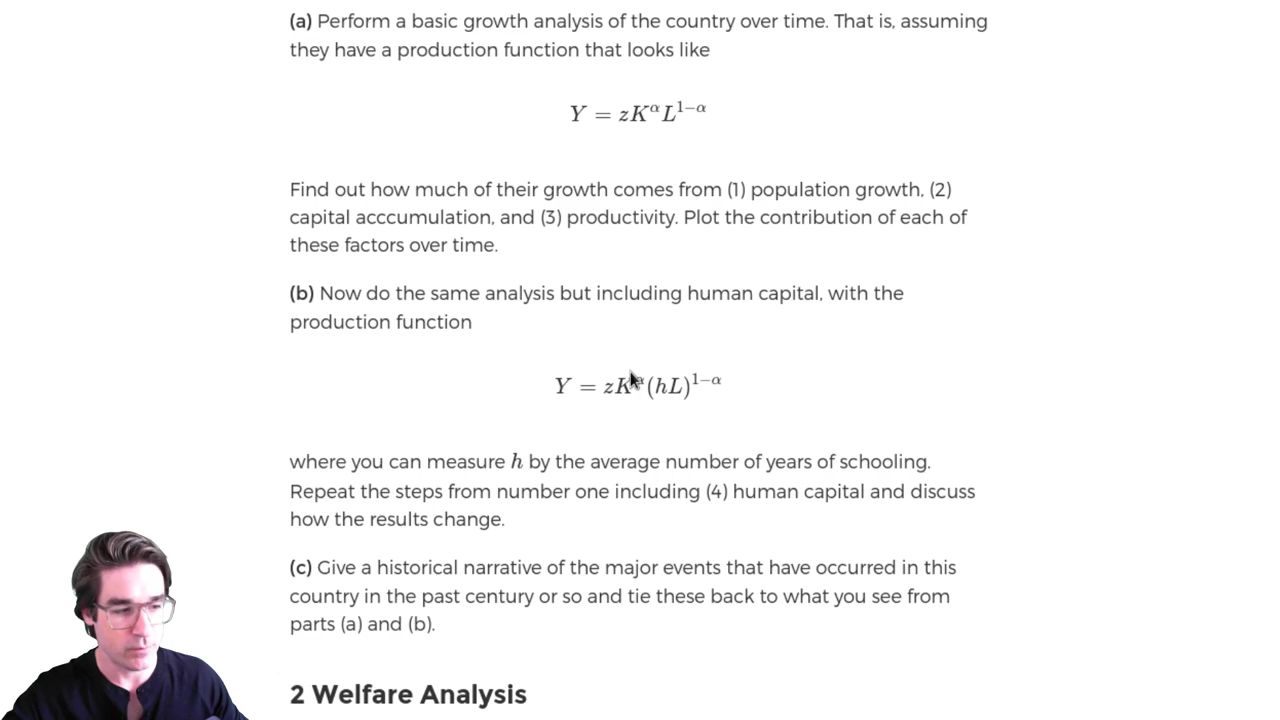 (a) Perform a basic growth analysis of the country over time. That is, assuming
they have a production function that looks like
Y = zK^α L^{1−α}
Find out how much of their growth comes from (1) population growth, (2)
capital acccumulation, and (3) productivity. Plot the contribution of each of
these factors over time.
(b) Now do the same analysis but including human capital, with the
production function
Y = zK^α (hL)^{1−α}
where you can measure h by the average number of years of schooling.
Repeat the steps from number one including (4) human capital and discuss
how the results change.
(c) Give a historical narrative of the major events that have occurred in this
country in the past century or so and tie these back to what you see from
parts (a) and (b).
2 Welfare Analysis